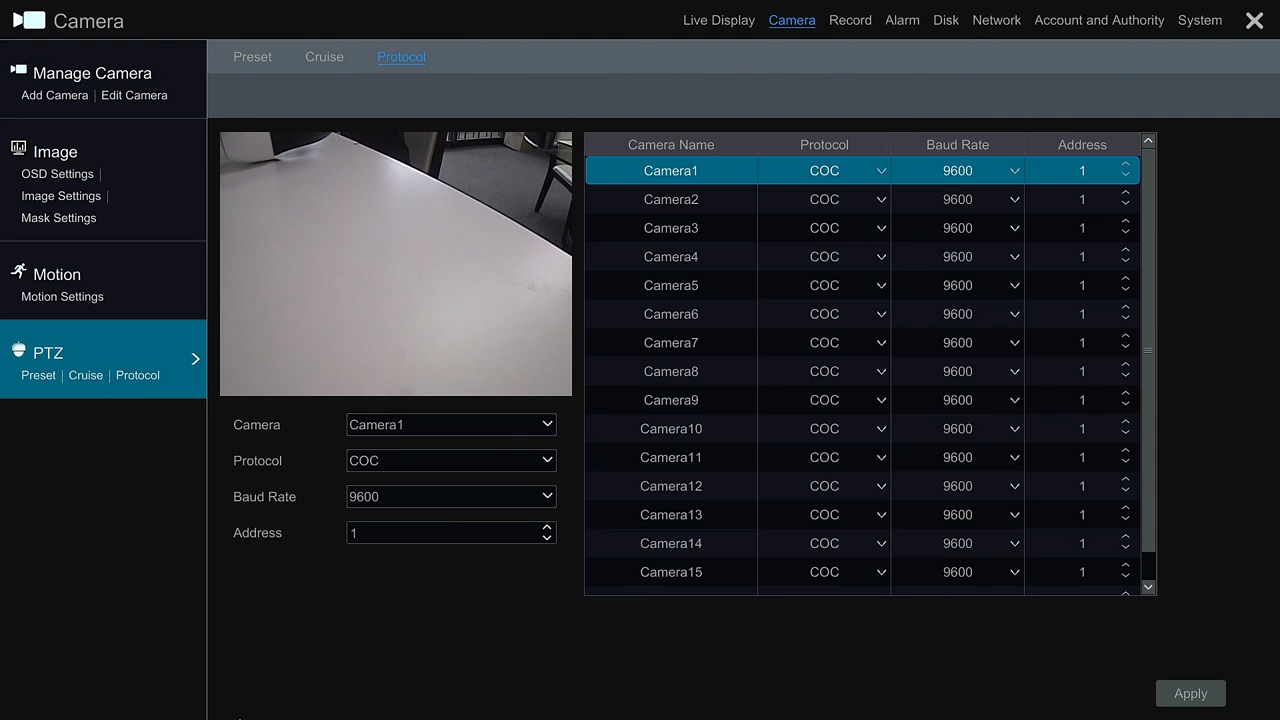 Camera
Live Display Camera Record Alarm Disk Network Account and Authority System
Preset Cruise Protocol
Manage Camera
Add Camera | Edit Camera
Image
OSD Settings |
Image Settings |
Mask Settings
Motion
Motion Settings
PTZ
Preset | Cruise | Protocol
Camera Camera1
Protocol COC
Baud Rate 9600
Address 1
Camera Name Protocol Baud Rate Address
Camera1 COC 9600 1
Camera2 COC 9600 1
Camera3 COC 9600 1
Camera4 COC 9600 1
Camera5 COC 9600 1
Camera6 COC 9600 1
Camera7 COC 9600 1
Camera8 COC 9600 1
Camera9 COC 9600 1
Camera10 COC 9600 1
Camera11 COC 9600 1
Camera12 COC 9600 1
Camera13 COC 9600 1
Camera14 COC 9600 1
Camera15 COC 9600 1
Apply